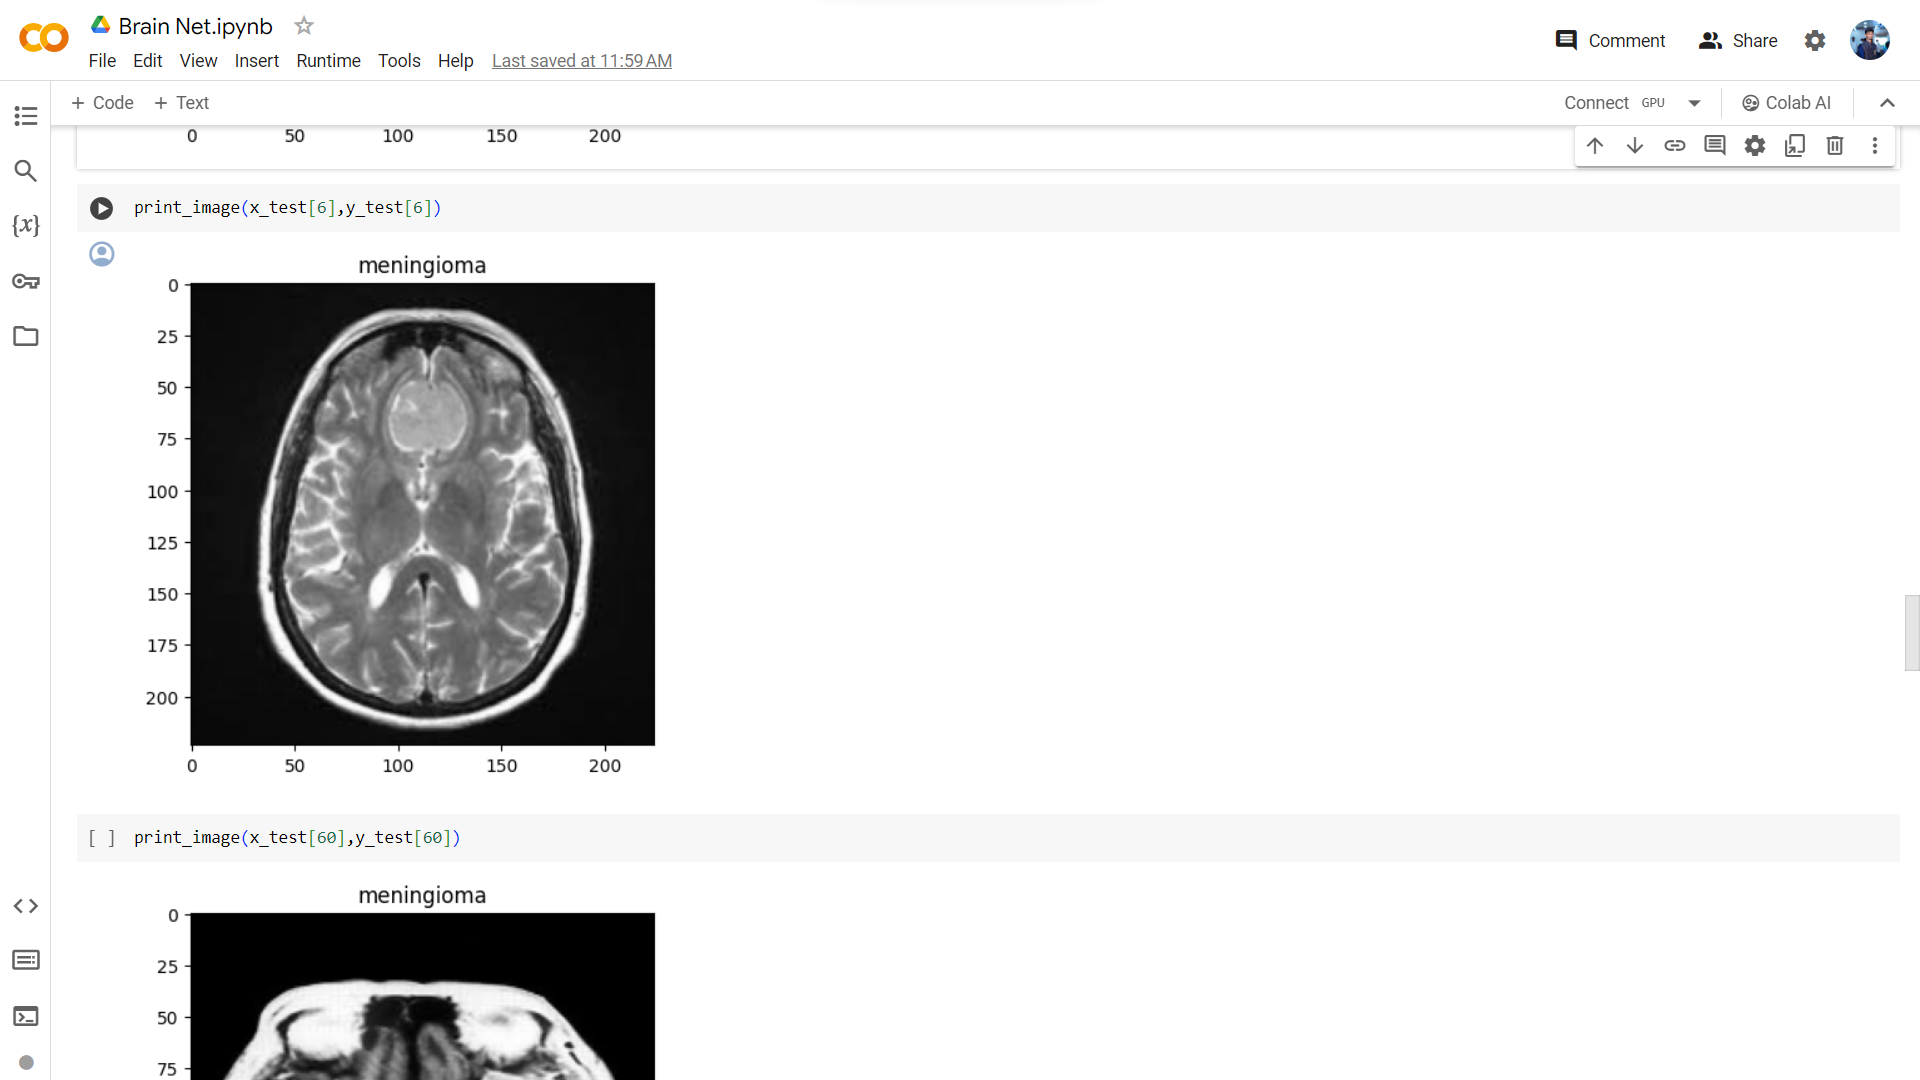 Brain Net.ipynb
File Edit View Insert Runtime Tools Help Last saved at 11:59 AM
Comment Share
+ Code + Text
Connect GPU Colab AI
0 50 100 150 200
{x}
print_image(x_test[6],y_test[6])
meningioma
0
25
50
75
100
125
150
175
200
0 50 100 150 200
[ ] print_image(x_test[60],y_test[60])
meningioma
0
25
50
75